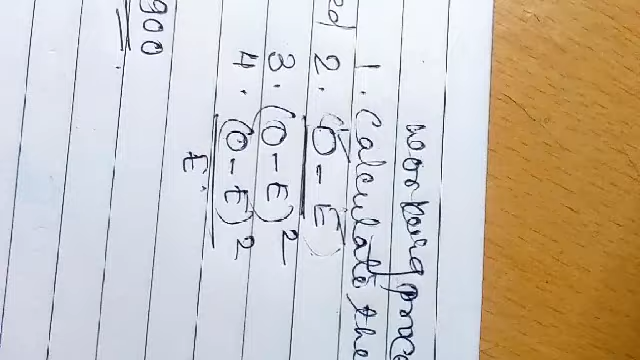 working proce
1. Calculate the
2. (O - E)
3. (O - E)²
4. (O - E)²
E
900